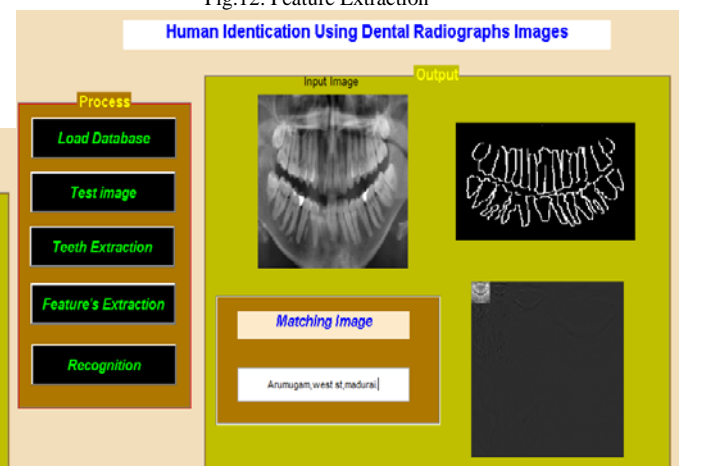 Fig.12. Feature Extraction
Human Identication Using Dental Radiographs Images
Process
Load Database
Test image
Teeth Extraction
Feature's Extraction
Recognition
Output
Input Image
Matching Image
Arumugam,west st,madurai.